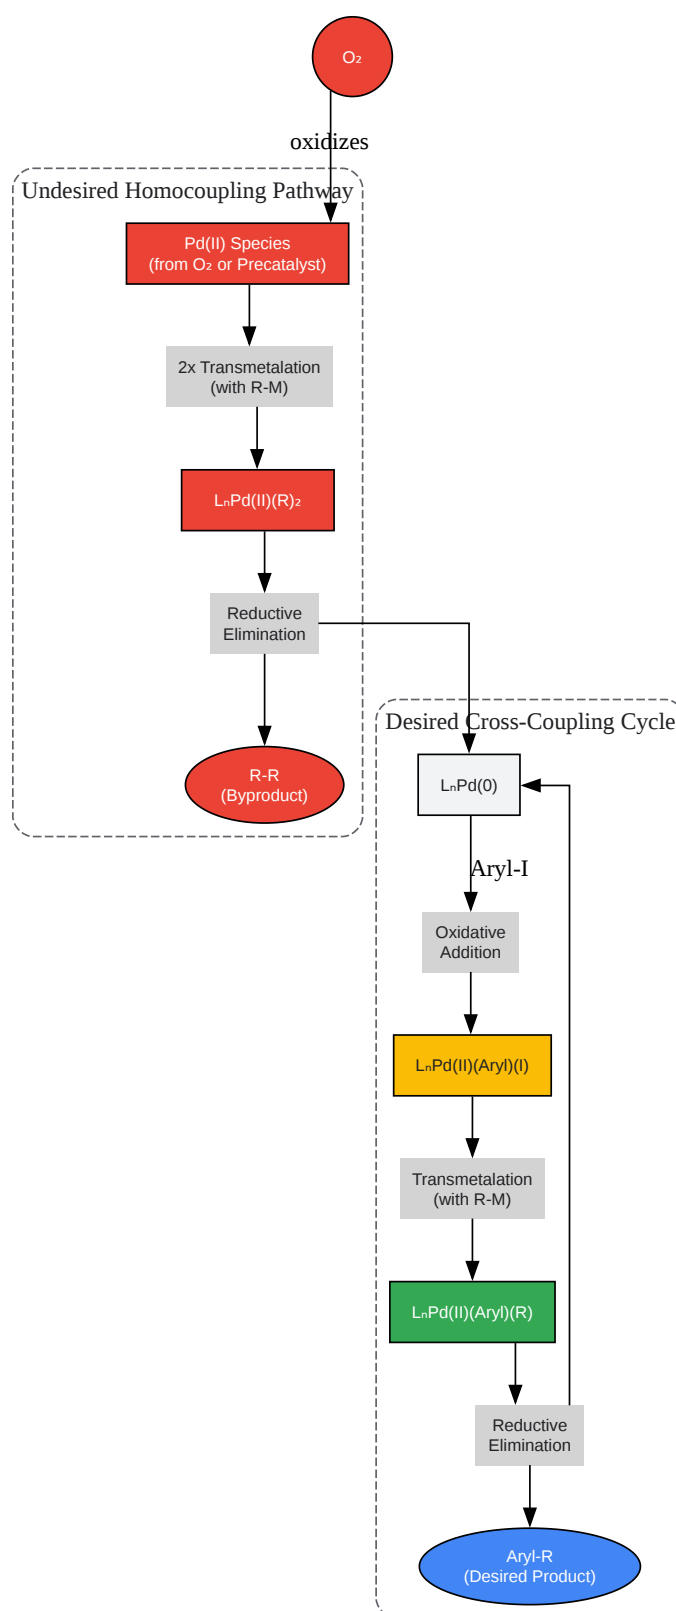 O₂
oxidizes
Undesired Homocoupling Pathway
Pd(II) Species
(from O₂ or Precatalyst)
2x Transmetalation
(with R-M)
LₙPd(II)(R)₂
Reductive
Elimination
R-R
(Byproduct)
Desired Cross-Coupling Cycle
LₙPd(0)
Aryl-I
Oxidative
Addition
LₙPd(II)(Aryl)(I)
Transmetalation
(with R-M)
LₙPd(II)(Aryl)(R)
Reductive
Elimination
Aryl-R
(Desired Product)